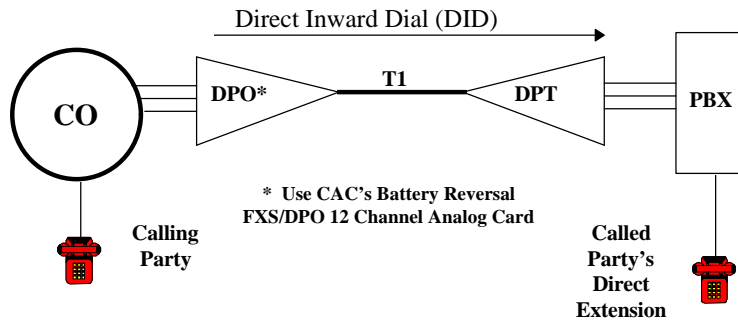 Direct Inward Dial (DID)
CO
DPO*
T1
DPT
PBX
* Use CAC's Battery Reversal
FXS/DPO 12 Channel Analog Card
Calling
Party
Called
Party's
Direct
Extension